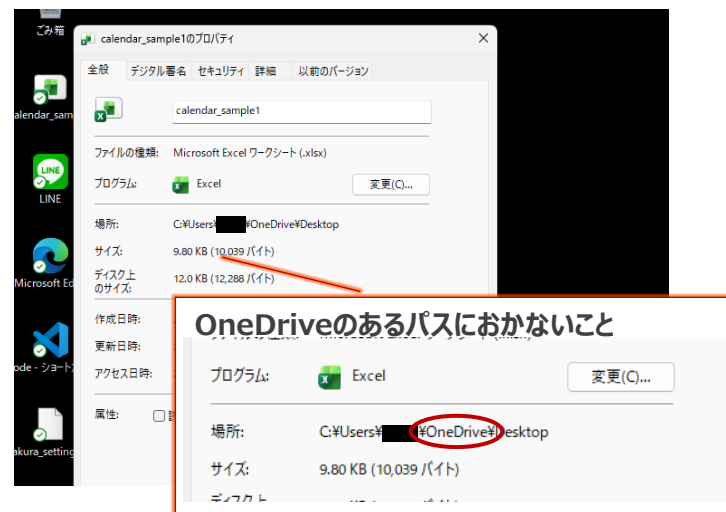 ごみ箱
calendar_sample1のプロパティ
全般 デジタル署名 セキュリティ 詳細 以前のバージョン
alendar_sam
calendar_sample1
ファイルの種類: Microsoft Excel ワークシート (.xlsx)
プログラム: Excel 変更(C)...
LINE
LINE
場所: C:¥Users¥ ¥OneDrive¥Desktop
サイズ: 9.80 KB (10,039 バイト)
ディスク上
のサイズ: 12.0 KB (12,288 バイト)
Microsoft Ed
作成日時:
更新日時:
ode - ショート
アクセス日時:
属性:
akura_setting
OneDriveのあるパスにおかないこと
プログラム: Excel 変更(C)...
場所: C:¥Users¥ ¥OneDrive¥Desktop
サイズ: 9.80 KB (10,039 バイト)